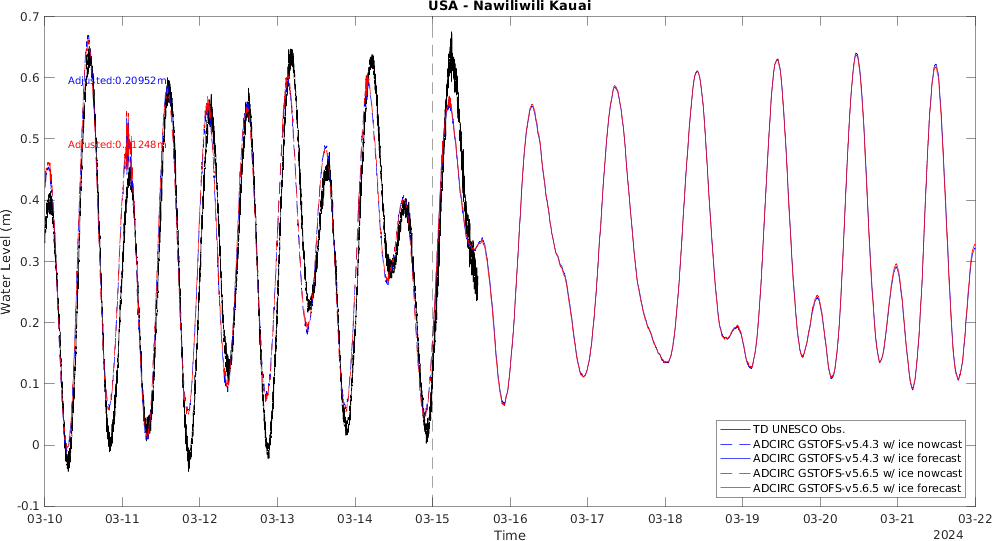 USA - Nawiliwili Kauai
0.7
0.6
0.5
0.4
0.3
0.2
0.1
0
-0.1
Water Level (m)
Adjusted:0.20952m
Adjusted:0.21248m
03-10 03-11 03-12 03-13 03-14 03-15 03-16 03-17 03-18 03-19 03-20 03-21 03-22
Time
2024
TD UNESCO Obs.
ADCIRC GSTOFS-v5.4.3 w/ ice nowcast
ADCIRC GSTOFS-v5.4.3 w/ ice forecast
ADCIRC GSTOFS-v5.6.5 w/ ice nowcast
ADCIRC GSTOFS-v5.6.5 w/ ice forecast